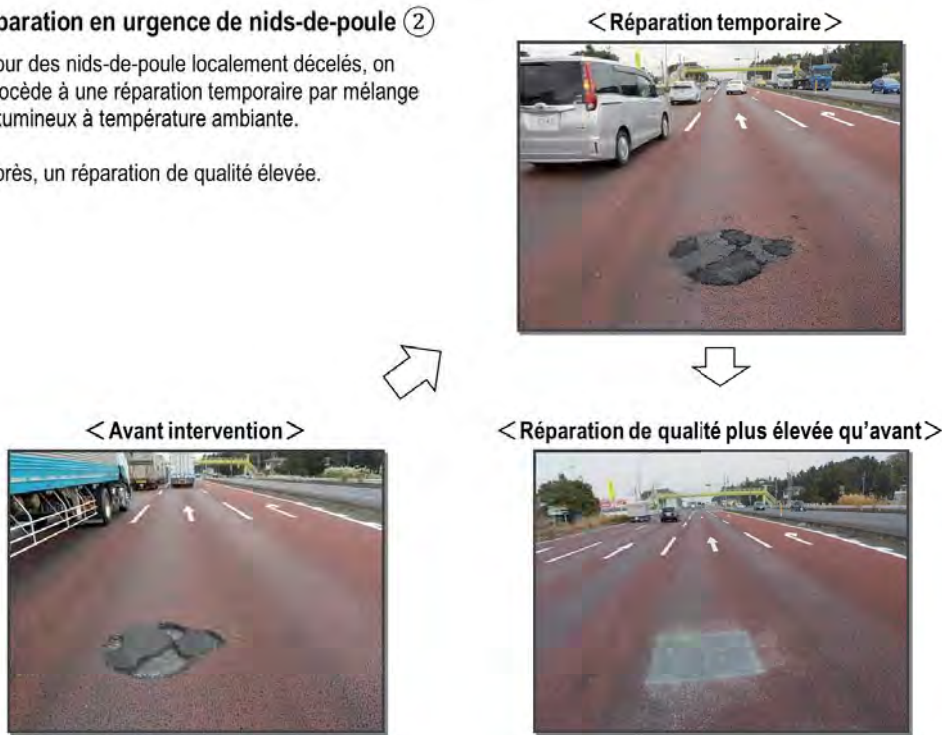 paration en urgence de nids-de-poule ②
our des nids-de-poule localement décelés, on
ocède à une réparation temporaire par mélange
tumineux à température ambiante.
près, un réparation de qualité élevée.
＜Réparation temporaire＞
＜Avant intervention＞
＜Réparation de qualité plus élevée qu’avant＞